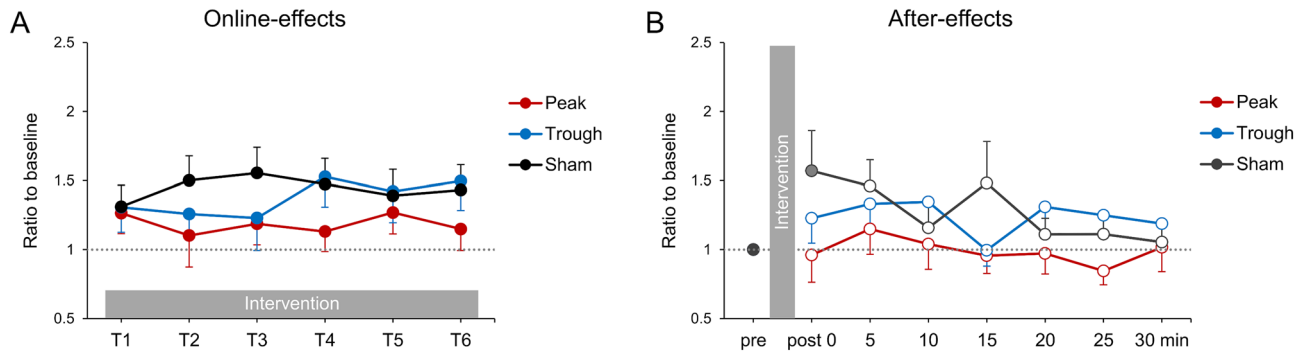 A
Online-effects
Ratio to baseline
2.5
2
1.5
1
0.5
Peak
Trough
Sham
Intervention
T1 T2 T3 T4 T5 T6
B
After-effects
Ratio to baseline
2.5
2
1.5
1
0.5
Intervention
Peak
Trough
Sham
pre post 0 5 10 15 20 25 30 min